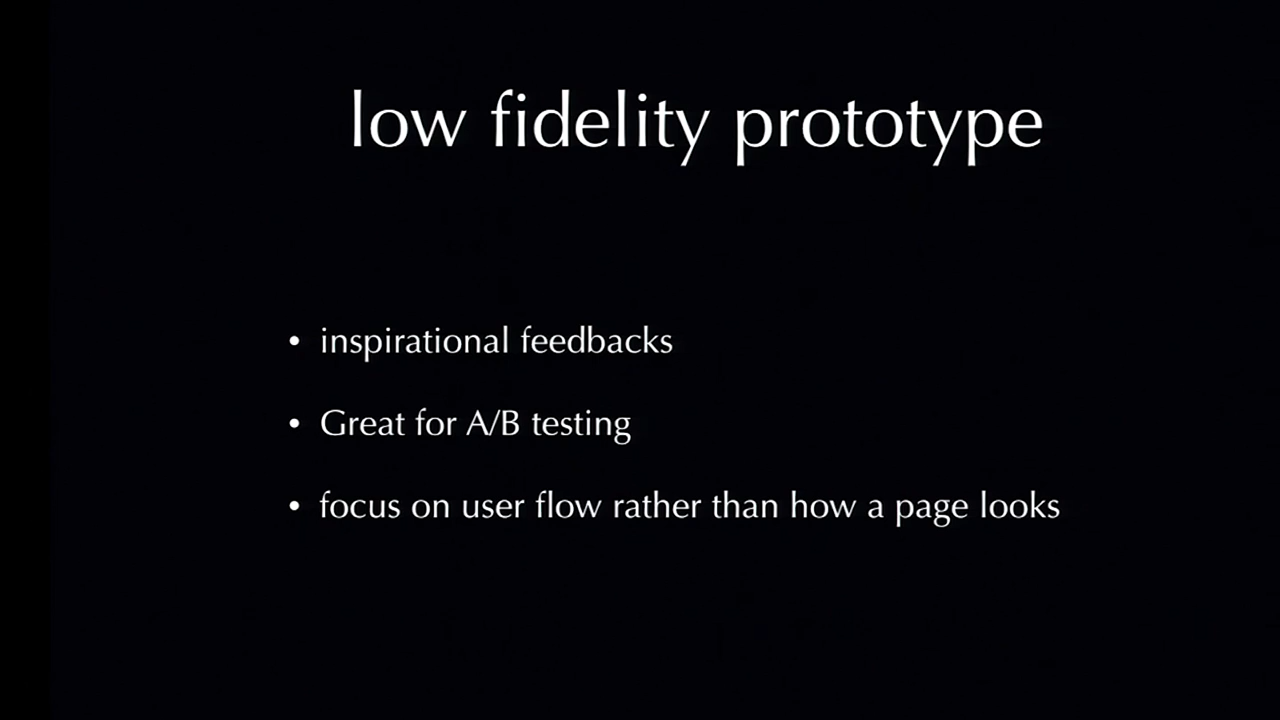 low fidelity prototype
• inspirational feedbacks
• Great for A/B testing
• focus on user flow rather than how a page looks